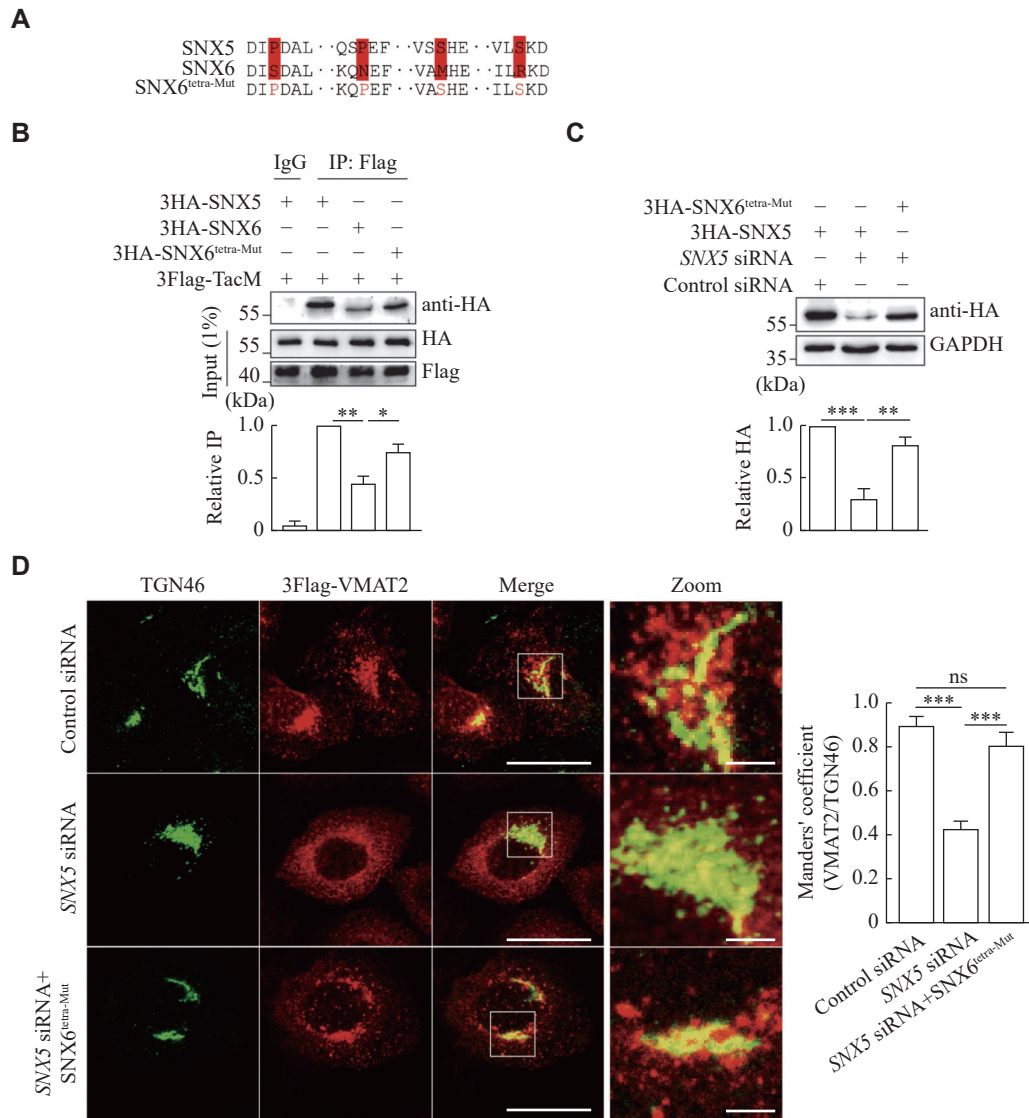 A
SNX5 DIPDAL··QSPEF··VSSHE··VLSKD
SNX6 DISDAL··KQNEF··VAMHE··ILRKD
SNX6tetra-Mut DIPDAL··KQPEF··VASHE··ILSKD
B
IgG IP: Flag
3HA-SNX5 + + − −
3HA-SNX6 − − + −
3HA-SNX6tetra-Mut − − − +
3Flag-TacM + + + +
55 anti-HA
Input (1%)
55 HA
40 Flag
(kDa)
** *
Relative IP
1.0
0.5
0
C
3HA-SNX6tetra-Mut − − +
3HA-SNX5 + + −
SNX5 siRNA − + +
Control siRNA + − −
55 anti-HA
35 GAPDH
(kDa)
*** **
Relative HA
1.0
0.5
0
D
TGN46 3Flag-VMAT2 Merge Zoom
Control siRNA
SNX5 siRNA
SNX5 siRNA+
SNX6tetra-Mut
ns
*** ***
Manders' coefficient
(VMAT2/TGN46)
1.0
0.8
0.6
0.4
0.2
0
Control siRNA
SNX5 siRNA
SNX5 siRNA+SNX6tetra-Mut